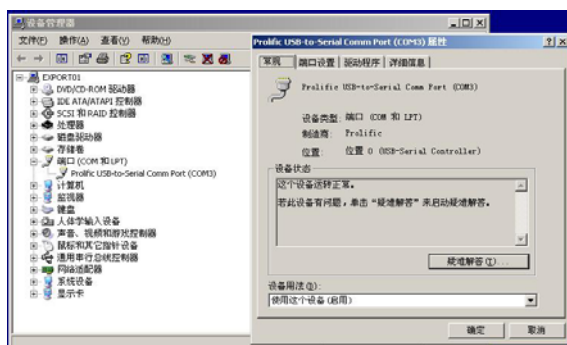 设备管理器
文件(F) 操作(A) 查看(V) 帮助(H)
EXPORT01
DVD/CD-ROM 驱动器
IDE ATA/ATAPI 控制器
SCSI 和 RAID 控制器
处理器
磁盘驱动器
存储卷
端口 (COM 和 LPT)
Prolific USB-to-Serial Comm Port (COM3)
计算机
监视器
键盘
人体学输入设备
声音、视频和游戏控制器
鼠标和其它指针设备
通用串行总线控制器
网络适配器
系统设备
显示卡
Prolific USB-to-Serial Comm Port (COM3) 属性
常规 端口设置 驱动程序 详细信息
Prolific USB-to-Serial Comm Port (COM3)
设备类型: 端口 (COM 和 LPT)
制造商: Prolific
位置: 位置 0 (USB-Serial Controller)
设备状态
这个设备运转正常。
若此设备有问题，单击“疑难解答”来启动疑难解答。
疑难解答(T)...
设备用法(D):
使用这个设备(启用)
确定 取消